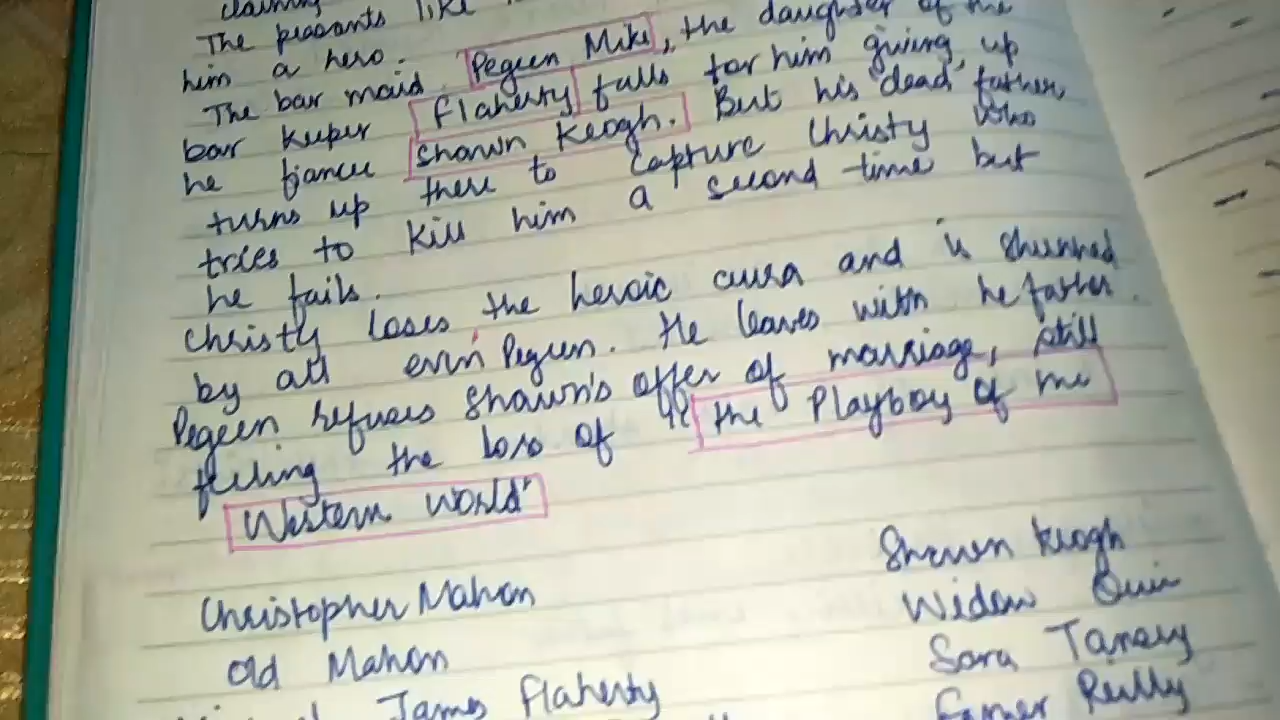 claiming
The peasants like
him a hero.
The bar maid Pegeen Mike, the daughter of the
bar keeper Flaherty falls for him giving up
he fiance Shawn Keogh. But his "dead" father,
turns up there to capture Christy who
tries to kill him a second time but
he fails.
Christy loses the heroic aura and is shunned
by all even Pegeen. He leaves with he father.
Pegeen refuses Shawn's offer of marriage, still
feeling the loss of "the Playboy of the
Western World"
Christopher Mahon
Old Mahon
James Flaherty
Shawn Keogh
Widow Quin
Sara Tansey
Reilly